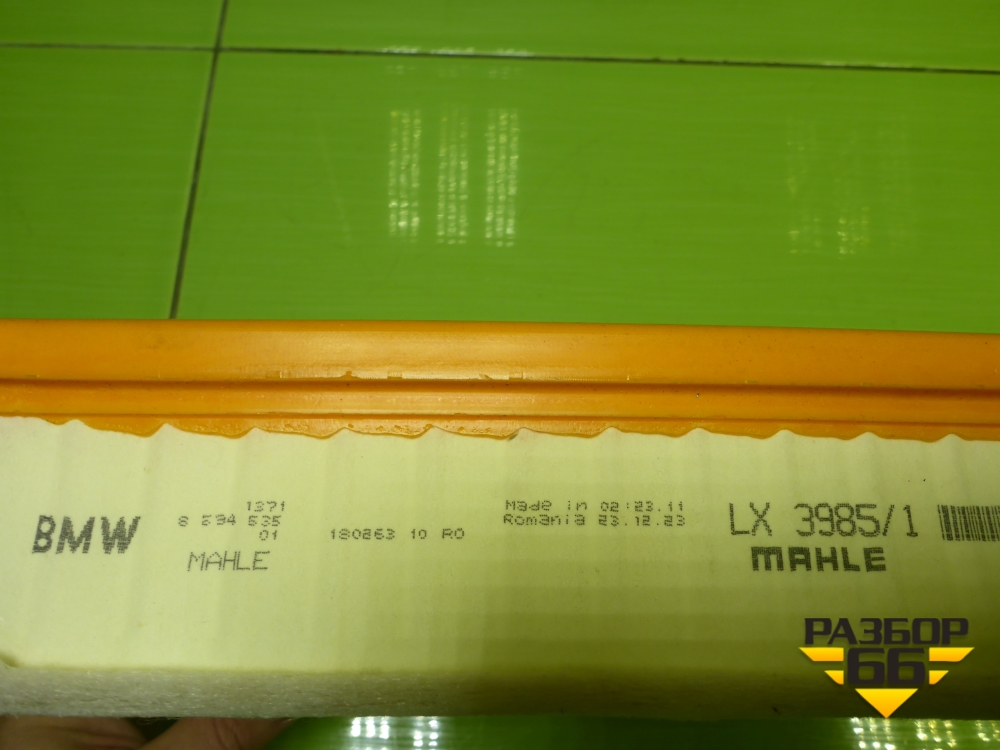 BMW
1371
8 594 535
01
MAHLE
180263 10 RO
Made in 02:23.11
Romania 23.12.23
LX 3985/1
MAHLE
РАЗБОР
66